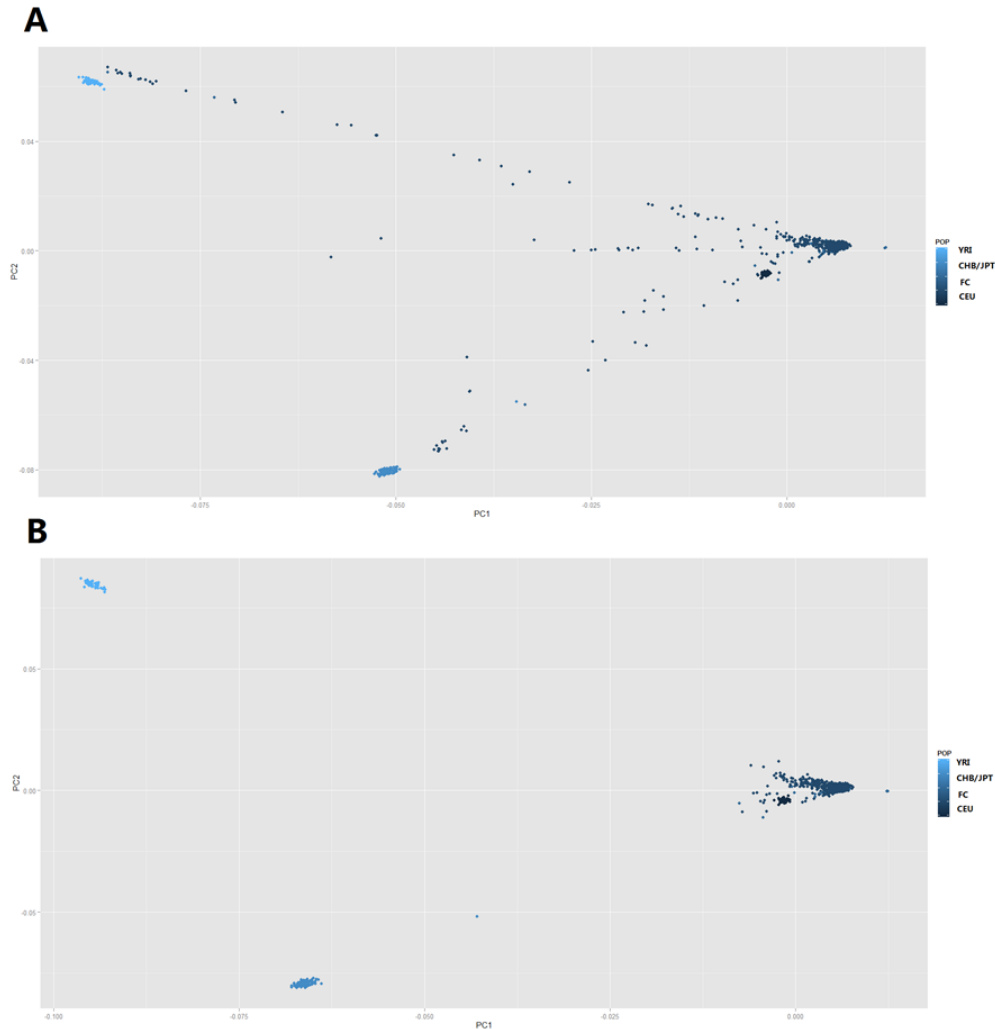 A
0.04
0.00
-0.04
-0.08
PC2
-0.075
-0.050
-0.025
0.000
PC1
POP
YRI
CHB/JPT
FC
CEU
B
0.05
0.00
-0.05
PC2
-0.100
-0.075
-0.050
-0.025
0.000
PC1
POP
YRI
CHB/JPT
FC
CEU